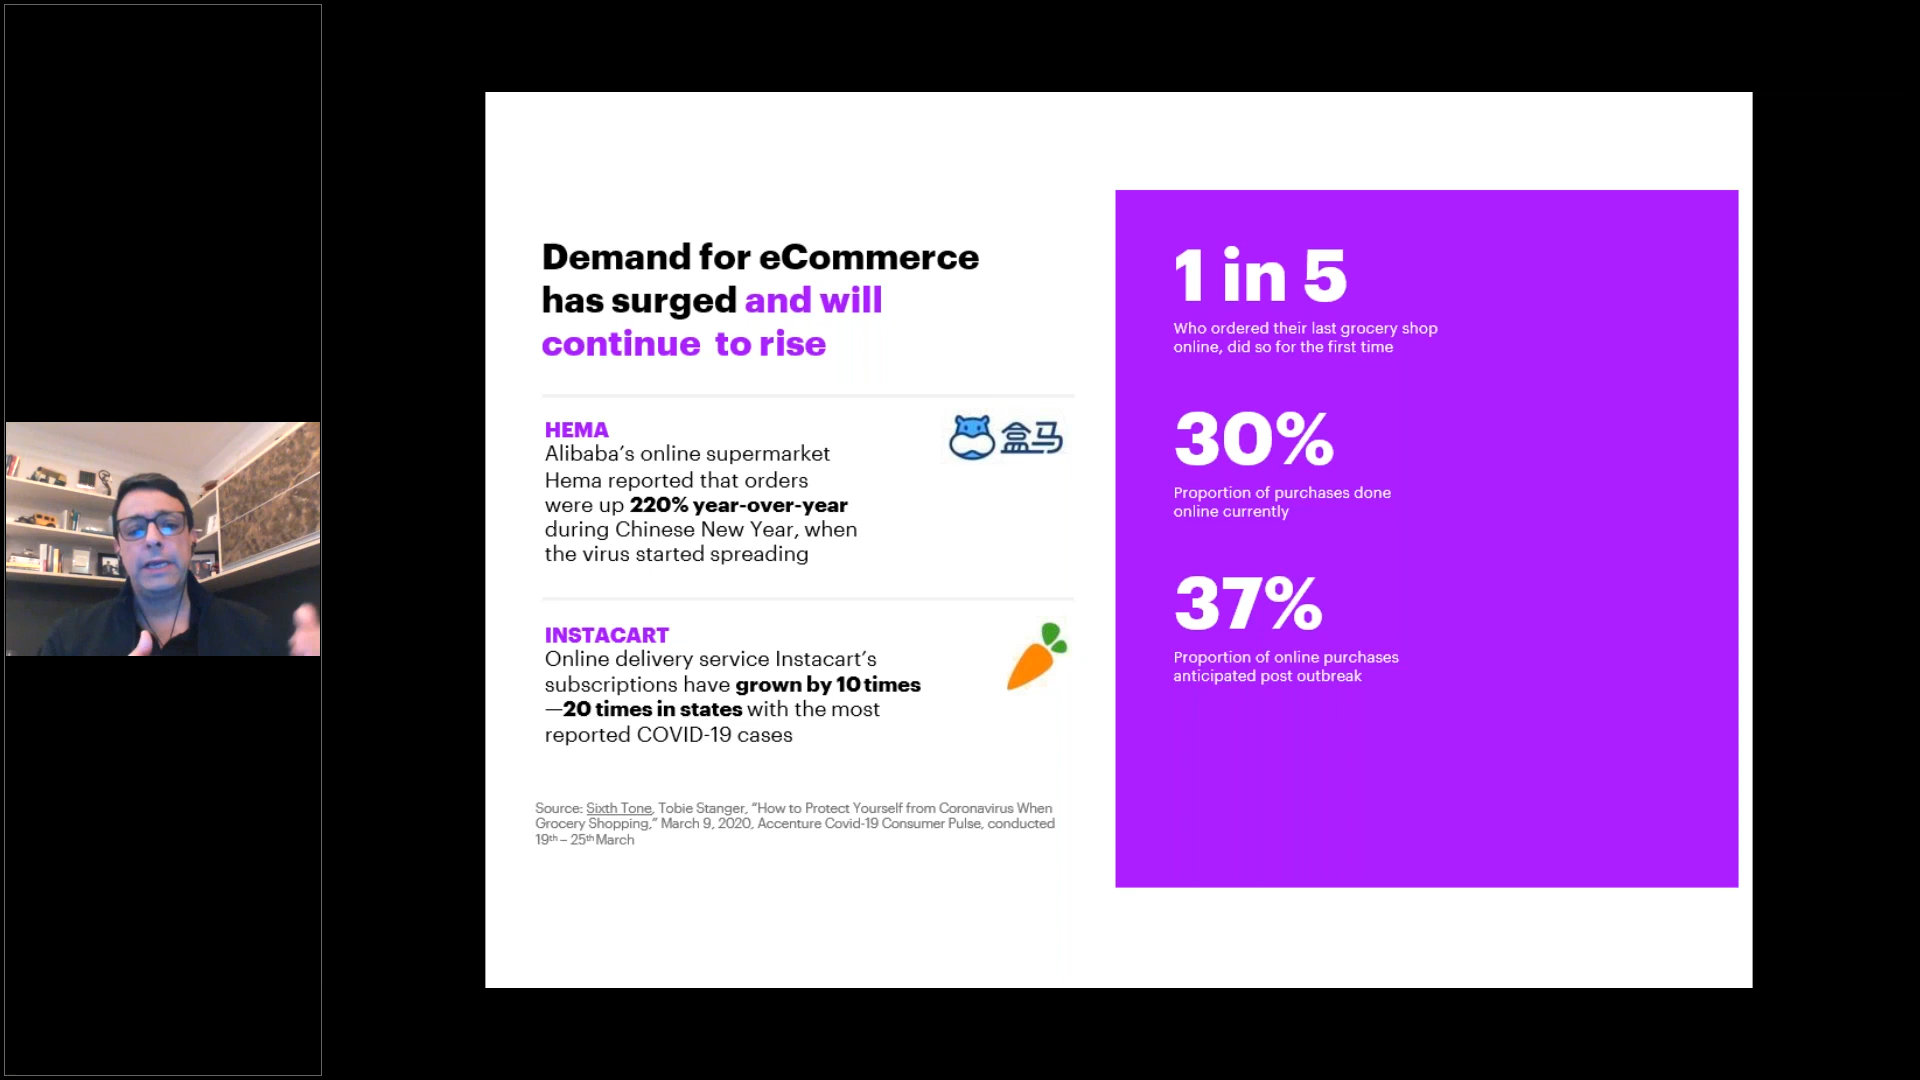 Demand for eCommerce
has surged and will
continue to rise
HEMA
盒马
Alibaba’s online supermarket
Hema reported that orders
were up 220% year-over-year
during Chinese New Year, when
the virus started spreading
INSTACART
Online delivery service Instacart’s
subscriptions have grown by 10 times
—20 times in states with the most
reported COVID-19 cases
Source: Sixth Tone, Tobie Stanger, “How to Protect Yourself from Coronavirus When
Grocery Shopping,” March 9, 2020, Accenture Covid-19 Consumer Pulse, conducted
19th – 25th March
1 in 5
Who ordered their last grocery shop
online, did so for the first time
30%
Proportion of purchases done
online currently
37%
Proportion of online purchases
anticipated post outbreak